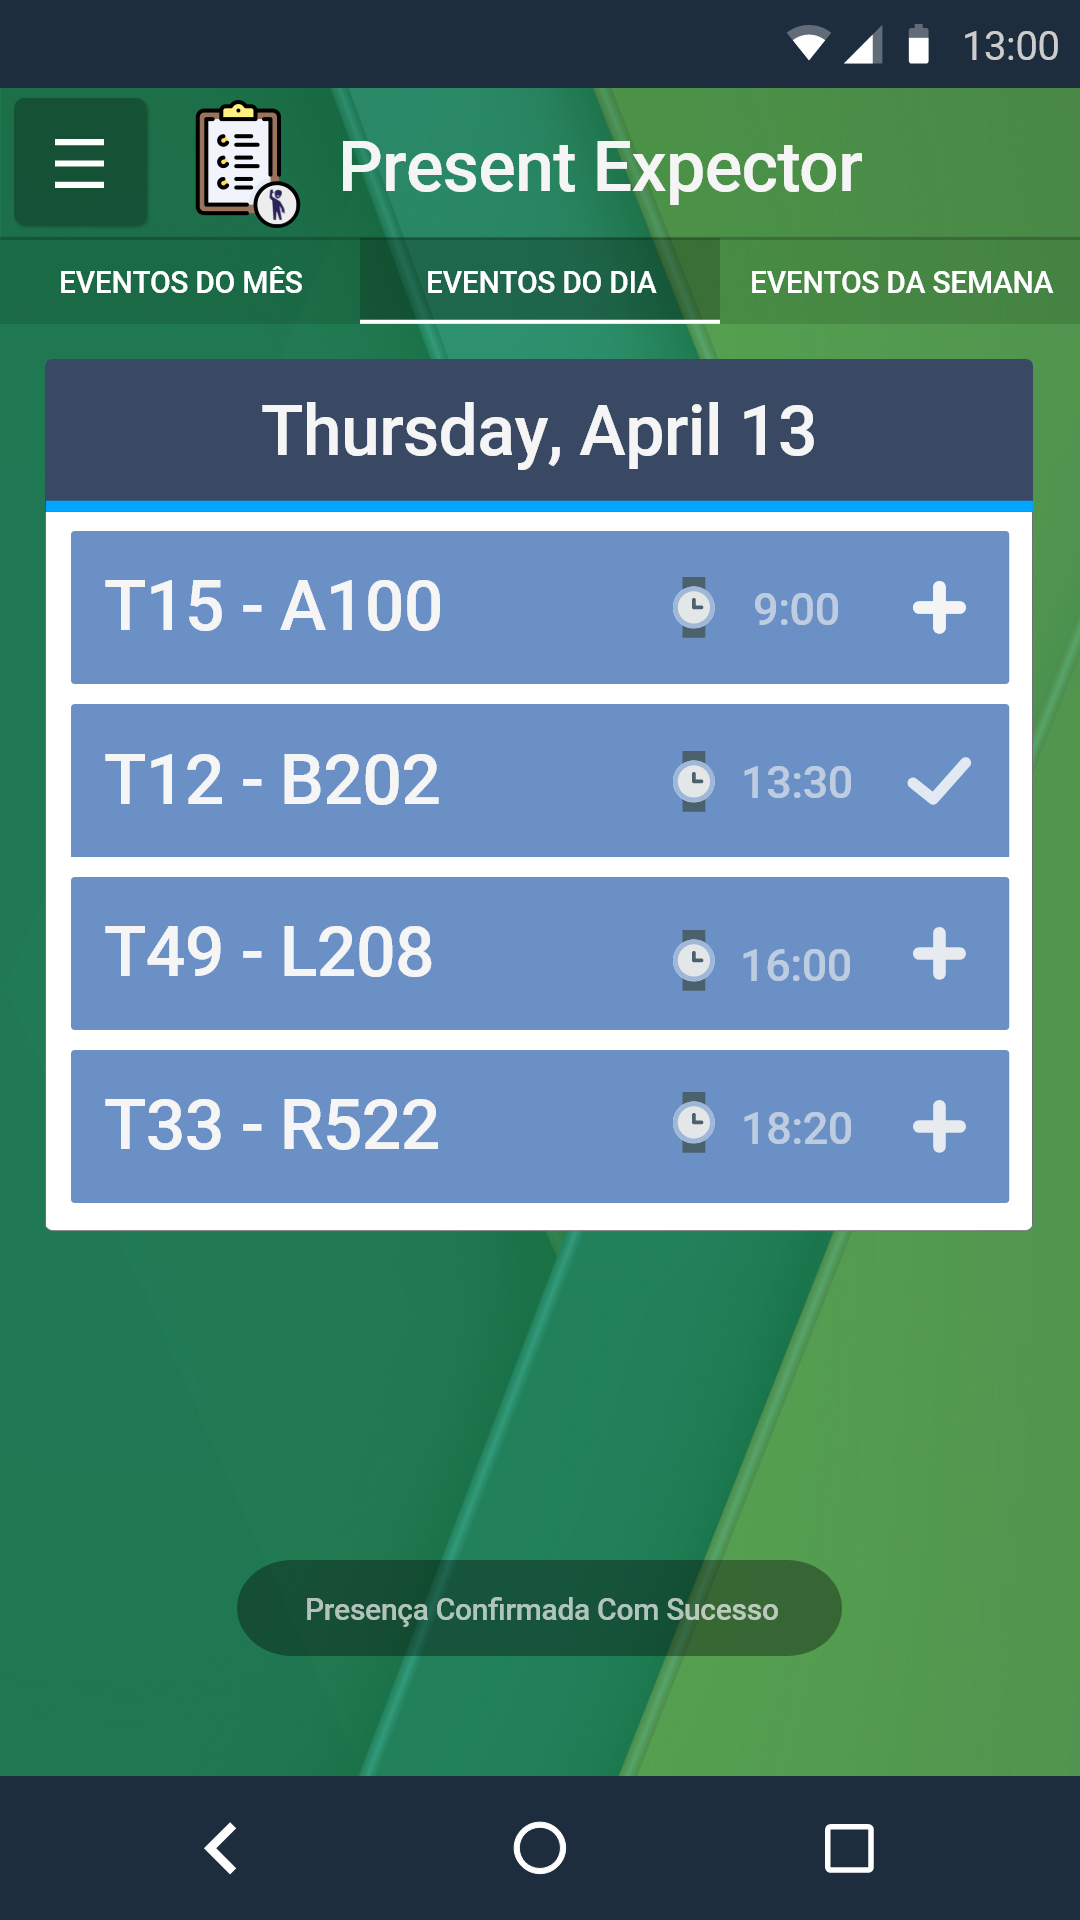 13:00
Present Expector
EVENTOS DO MÊS EVENTOS DO DIA EVENTOS DA SEMANA
Thursday, April 13
T15 - A100 9:00
T12 - B202 13:30
T49 - L208 16:00
T33 - R522 18:20
Presença Confirmada Com Sucesso